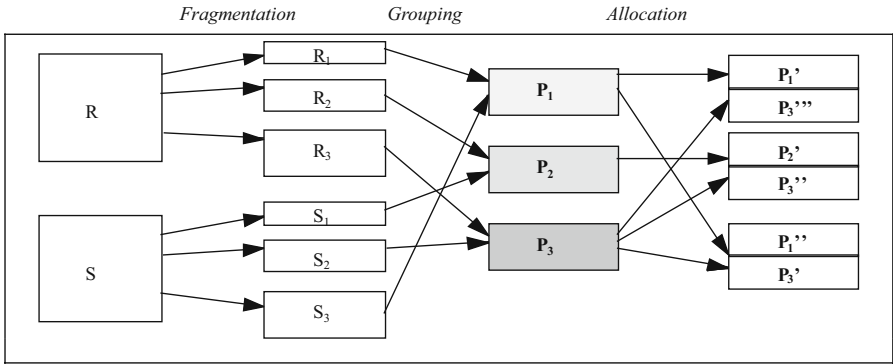 Fragmentation Grouping Allocation
R
R₁
R₂
R₃
S
S₁
S₂
S₃
P₁
P₂
P₃
P₁’
P₃’’’
P₂’
P₃’’
P₁’’
P₃’